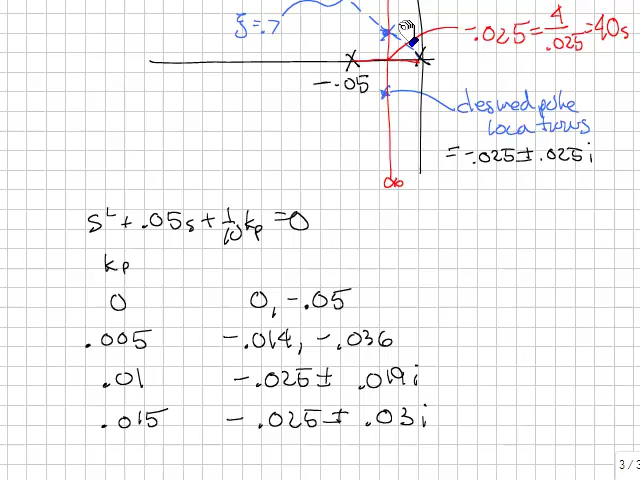 ξ=.7
-.025 = 4/.025 = 40s
-.05
desired pole
locations
= -.025 ± .025i
∞
s² + .05s + 1/10 kp = 0
kp
0 0, -.05
.005 -.014, -.036
.01 -.025 ± .019i
.015 -.025 ± .03i
3 / 3